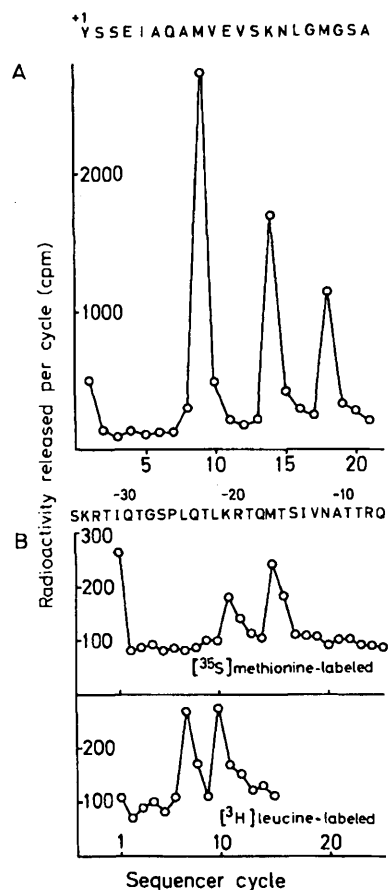 +1
YSSEIAQAMVEVSKNLGMGSA
A
2000
1000
Radioactivity released per cycle (cpm)
5 10 15 20
-30 -20 -10
SKRTIQTGSPLQTLKRTQMTSIVNATTRQ
B
300
200
100
[35S]methionine-labeled
200
100
[3H]leucine-labeled
1 10 20
Sequencer cycle